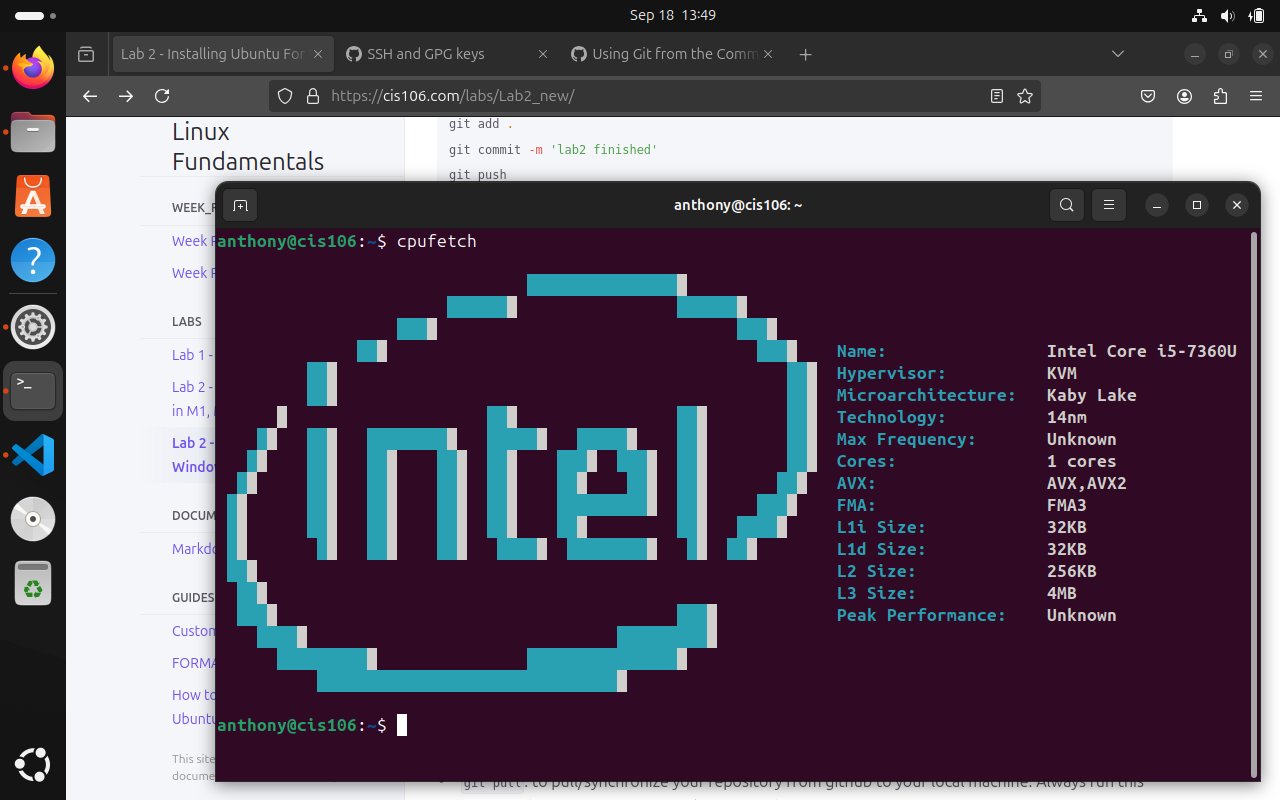 Sep 18 13:49
Lab 2 - Installing Ubuntu For
SSH and GPG keys
Using Git from the Comm
https://cis106.com/labs/Lab2_new/
Linux
Fundamentals
WEEK_
Week
Week
LABS
Lab 1 -
Lab 2 -
in M1,
Lab 2 -
Window
DOCUM
Markdo
GUIDES
Custom
FORMA
How to
Ubuntu
This site
docume
git add .
git commit -m 'lab2 finished'
git push
anthony@cis106: ~
anthony@cis106:~$ cpufetch
intel
Name: Intel Core i5-7360U
Hypervisor: KVM
Microarchitecture: Kaby Lake
Technology: 14nm
Max Frequency: Unknown
Cores: 1 cores
AVX: AVX,AVX2
FMA: FMA3
L1i Size: 32KB
L1d Size: 32KB
L2 Size: 256KB
L3 Size: 4MB
Peak Performance: Unknown
anthony@cis106:~$
git pull: to pull/synchronize your repository from github to your local machine. Always run this